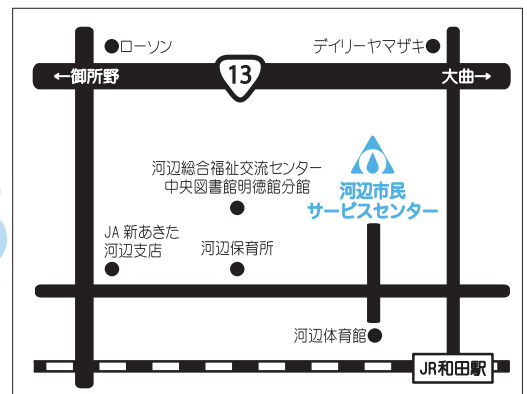 ローソン
デイリーヤマザキ
←御所野
13
大曲→
河辺総合福祉交流センター
中央図書館明徳館分館
河辺市民
サービスセンター
JA 新あきた
河辺支店
河辺保育所
河辺体育館
JR和田駅